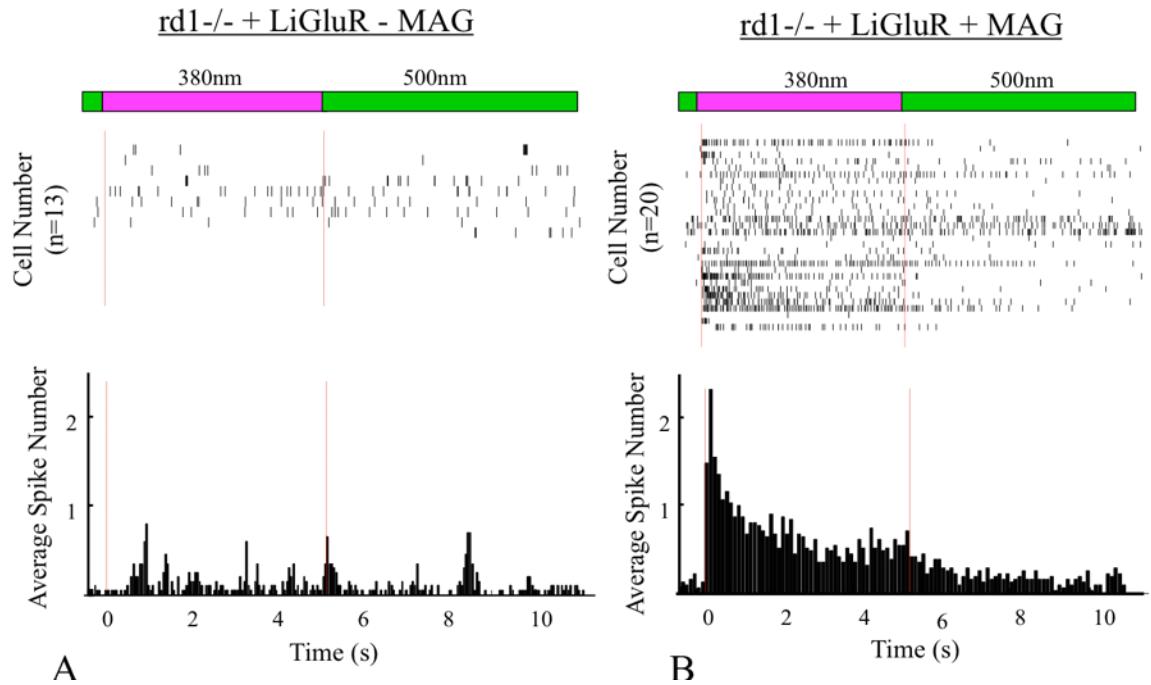 rd1-/- + LiGluR - MAG
380nm
500nm
Cell Number
(n=13)
Average Spike Number
2
1
0
2
4
6
8
10
Time (s)
A
rd1-/- + LiGluR + MAG
380nm
500nm
Cell Number
(n=20)
Average Spike Number
2
1
0
2
4
6
8
10
Time (s)
B